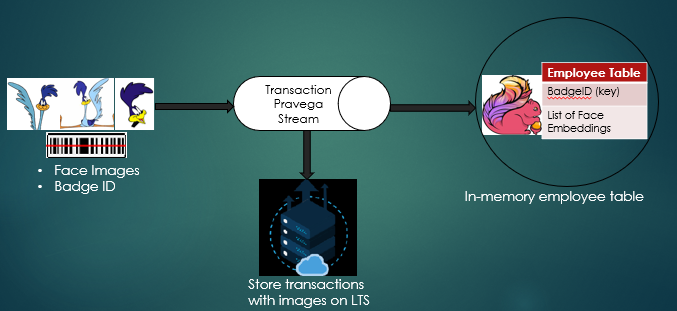 Transaction
Pravega
Stream
Employee Table
BadgeID (key)
List of Face
Embeddings
• Face Images
• Badge ID
In-memory employee table
Store transactions
with images on LTS